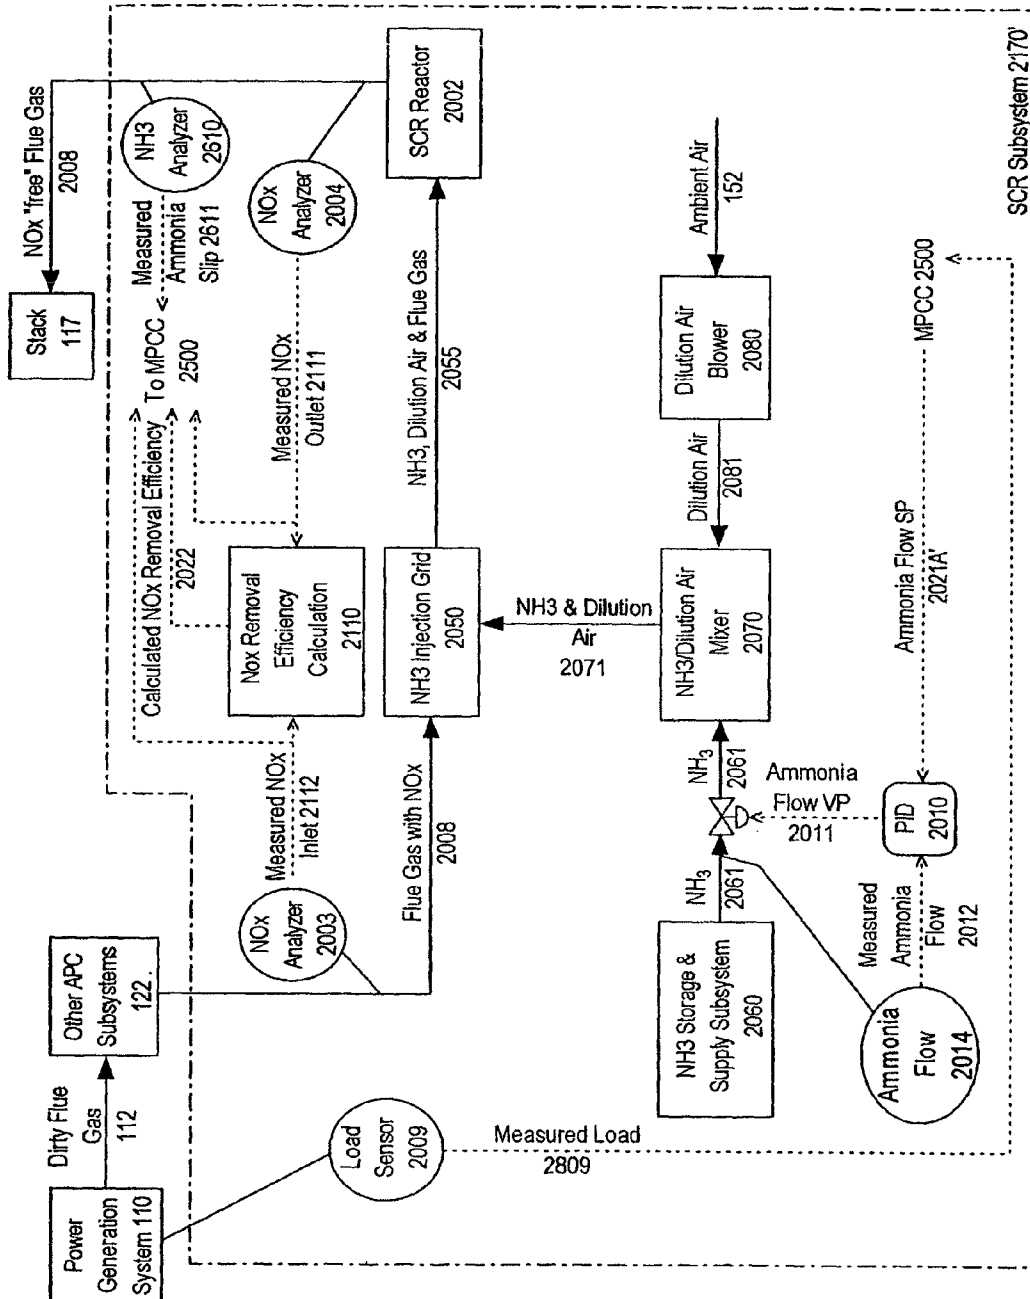 Power
Generation
System 110
Dirty Flue
Gas
112
Other APC
Subsystems
122.
Stack
117
NOx "free" Flue Gas
2008
NH3
Analyzer
2610
Measured
Ammonia
Slip 2611
To MPCC
2500
Calculated NOx Removal Efficiency
2022
NOx
Analyzer
2003
Measured NOx
Inlet 2112
Nox Removal
Efficiency
Calculation
2110
Measured NOx
Outlet 2111
NOx
Analyzer
2004
Load
Sensor
2009
Measured Load
2809
Flue Gas with NOx
2008
NH3 Injection Grid
2050
NH3, Dilution Air & Flue Gas
2055
SCR Reactor
2002
NH3 & Dilution
Air
2071
NH3 Storage &
Supply Subsystem
2060
NH3
2061
NH3
2061
NH3/Dilution Air
Mixer
2070
Dilution Air
2081
Dilution Air
Blower
2080
Ambient Air
152
Ammonia
Flow VP
2011
Ammonia
Flow
2014
Measured
Ammonia
Flow
2012
PID
2010
Ammonia Flow SP
2021A'
MPCC 2500
SCR Subsystem 2170'